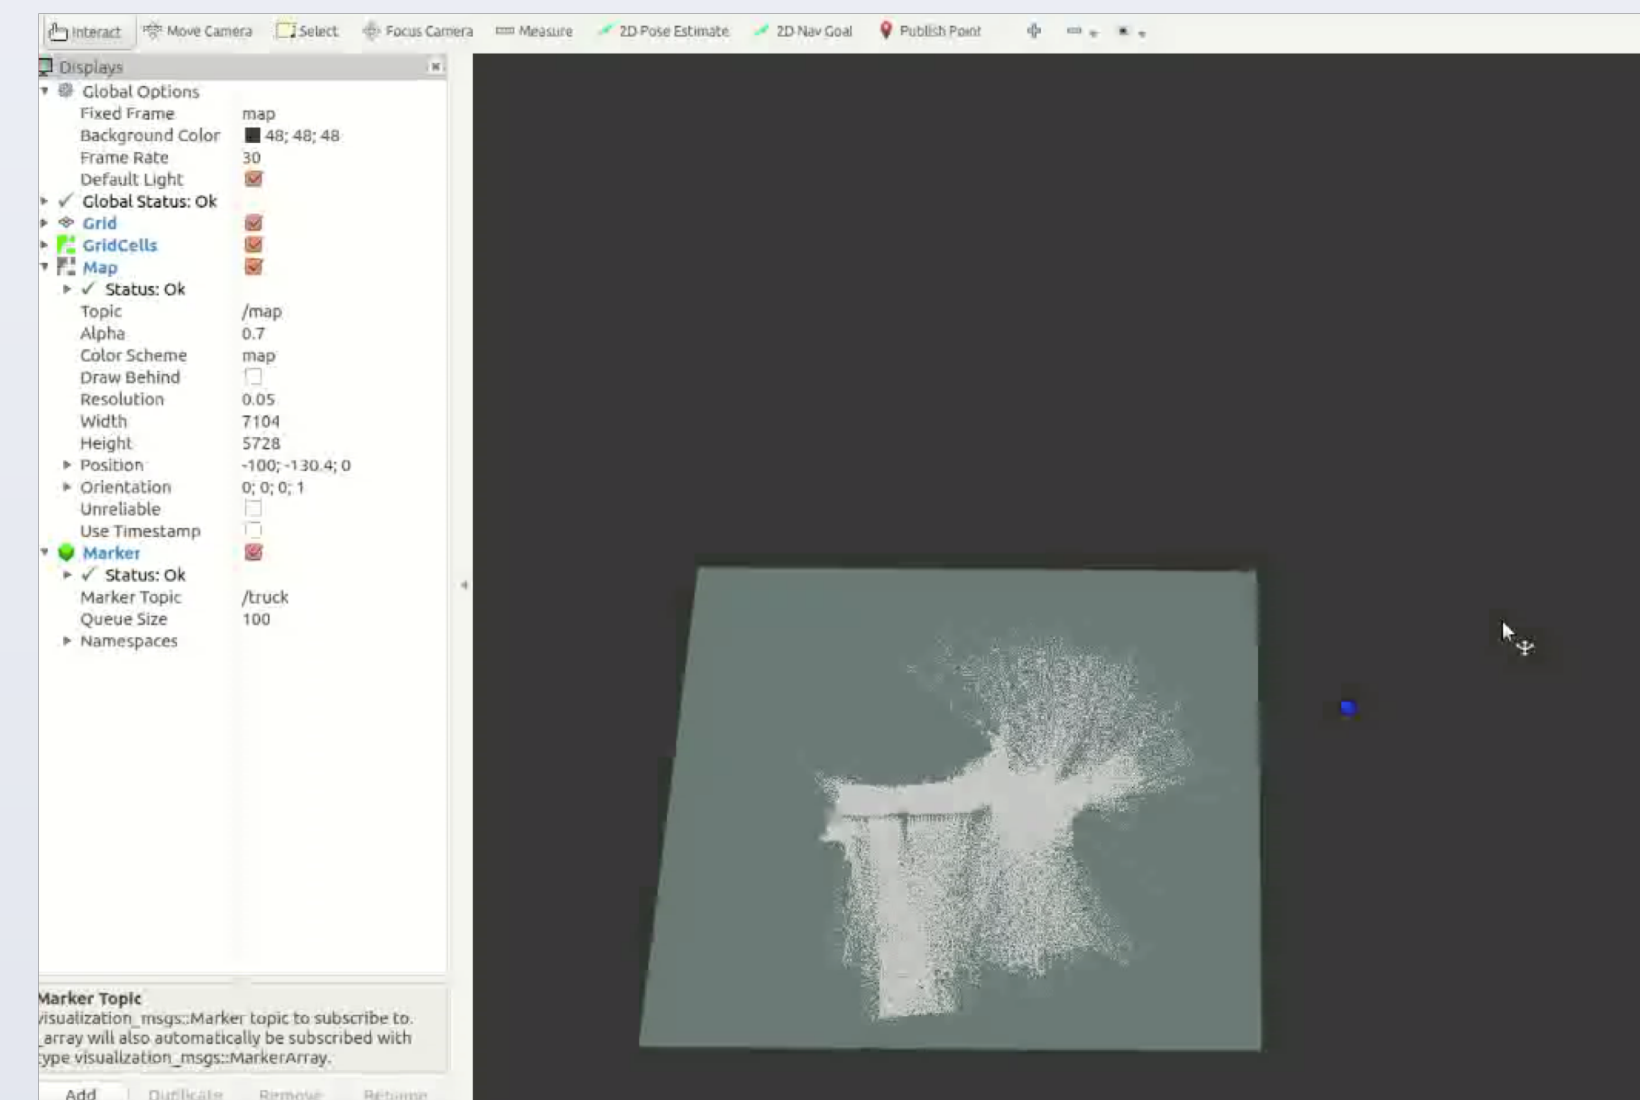 Interact Move Camera Select Focus Camera Measure 2D Pose Estimate 2D Nav Goal Publish Point
Displays
Global Options
Fixed Frame map
Background Color 48; 48; 48
Frame Rate 30
Default Light
Global Status: Ok
Grid
GridCells
Map
Status: Ok
Topic /map
Alpha 0.7
Color Scheme map
Draw Behind
Resolution 0.05
Width 7104
Height 5728
Position -100; -130.4; 0
Orientation 0; 0; 0; 1
Unreliable
Use Timestamp
Marker
Status: Ok
Marker Topic /truck
Queue Size 100
Namespaces
Marker Topic
visualization_msgs::Marker topic to subscribe to.
_array will also automatically be subscribed with
type visualization_msgs::MarkerArray.
Add Duplicate Remove Rename